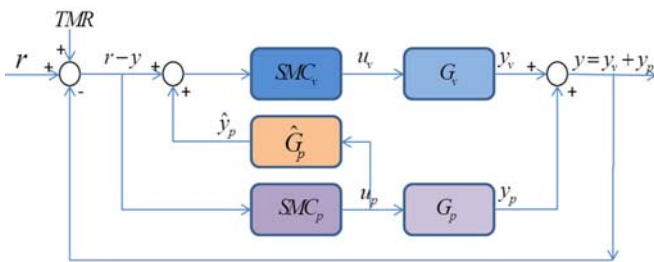 TMR
r
+
+
-
r - y
+
+
SMC_v
u_v
G_v
y_v
+
+
y = y_v + y_p
ŷ_p
Ĝ_p
SMC_p
u_p
G_p
y_p